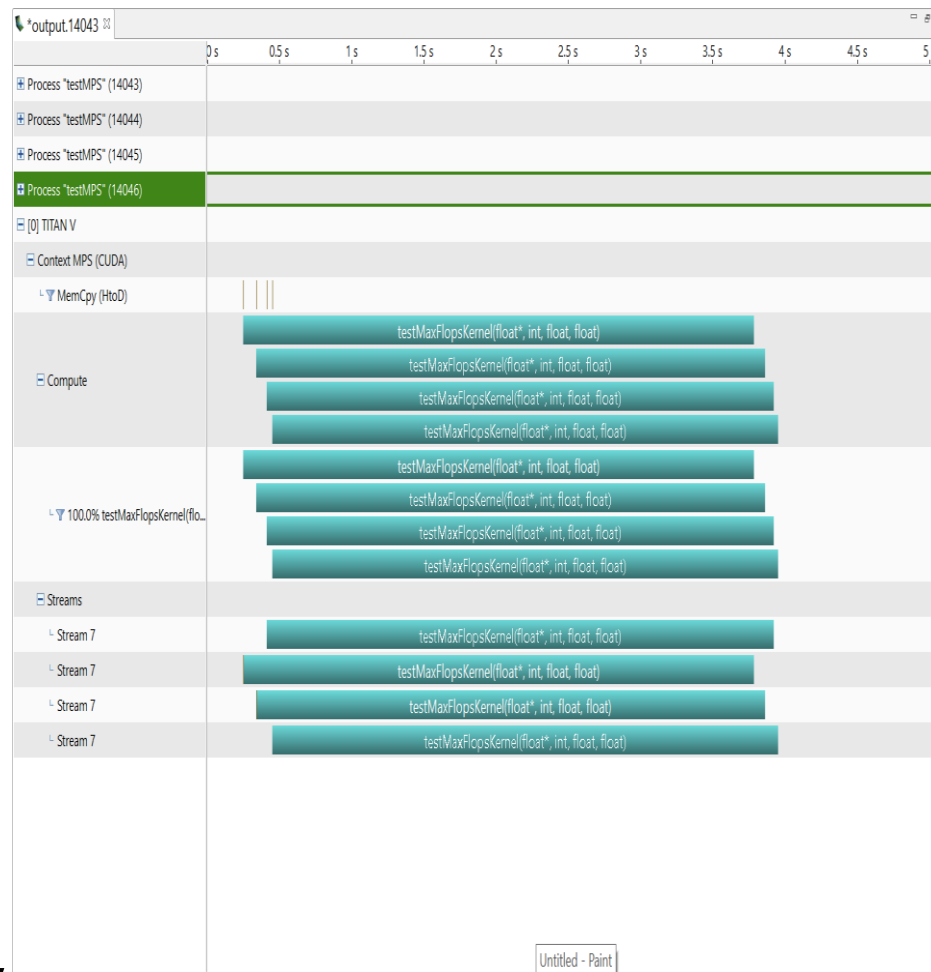 *output.14043
0 s 0.5 s 1 s 1.5 s 2 s 2.5 s 3 s 3.5 s 4 s 4.5 s 5
Process "testMPS" (14043)
Process "testMPS" (14044)
Process "testMPS" (14045)
Process "testMPS" (14046)
[0] TITAN V
Context MPS (CUDA)
MemCpy (HtoD)
Compute
testMaxFlopsKernel(float*, int, float, float)
testMaxFlopsKernel(float*, int, float, float)
testMaxFlopsKernel(float*, int, float, float)
testMaxFlopsKernel(float*, int, float, float)
100.0% testMaxFlopsKernel(flo...
testMaxFlopsKernel(float*, int, float, float)
testMaxFlopsKernel(float*, int, float, float)
testMaxFlopsKernel(float*, int, float, float)
testMaxFlopsKernel(float*, int, float, float)
Streams
Stream 7 testMaxFlopsKernel(float*, int, float, float)
Stream 7 testMaxFlopsKernel(float*, int, float, float)
Stream 7 testMaxFlopsKernel(float*, int, float, float)
Stream 7 testMaxFlopsKernel(float*, int, float, float)
Untitled - Paint